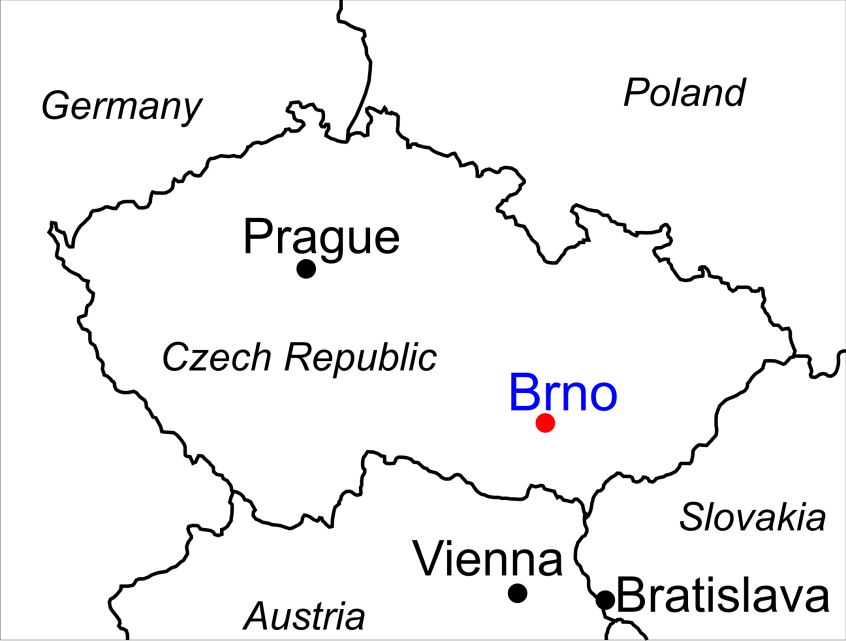 Germany
Poland
Prague
Czech Republic
Brno
Slovakia
Vienna
Bratislava
Austria